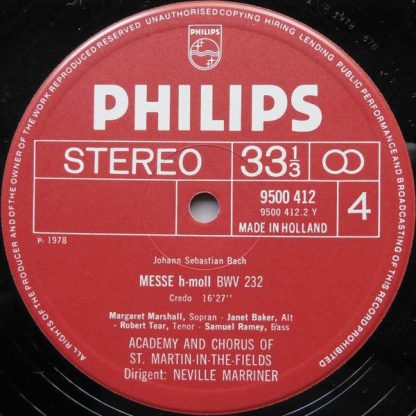 ALL RIGHTS OF THE PRODUCER AND OF THE OWNER OF THE WORK REPRODUCED RESERVED UNAUTHORISED COPYING HIRING LENDING PUBLIC PERFORMANCE AND BROADCASTING OF THIS RECORD PROHIBITED
PHILIPS
PHILIPS
STEREO 33 1/3
9500 412
9500 412.2 Y
MADE IN HOLLAND
4
℗ 1978
Johann Sebastian Bach
MESSE h-moll BWV 232
Credo 16'27''
Margaret Marshall, Sopran - Janet Baker, Alt
Robert Tear, Tenor - Samuel Ramey, Bass
ACADEMY AND CHORUS OF
ST. MARTIN-IN-THE-FIELDS
Dirigent: NEVILLE MARRINER